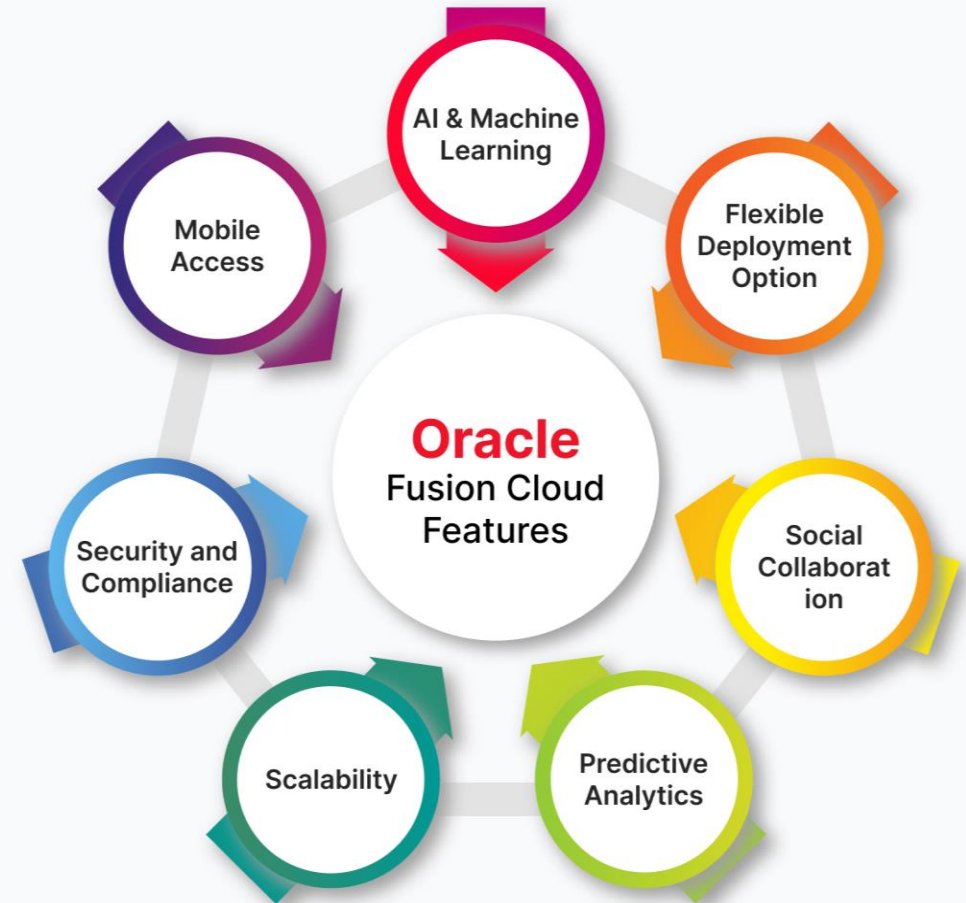 AI & Machine
Learning
Flexible
Deployment
Option
Social
Collaborat
ion
Predictive
Analytics
Scalability
Security and
Compliance
Mobile
Access
Oracle
Fusion Cloud
Features